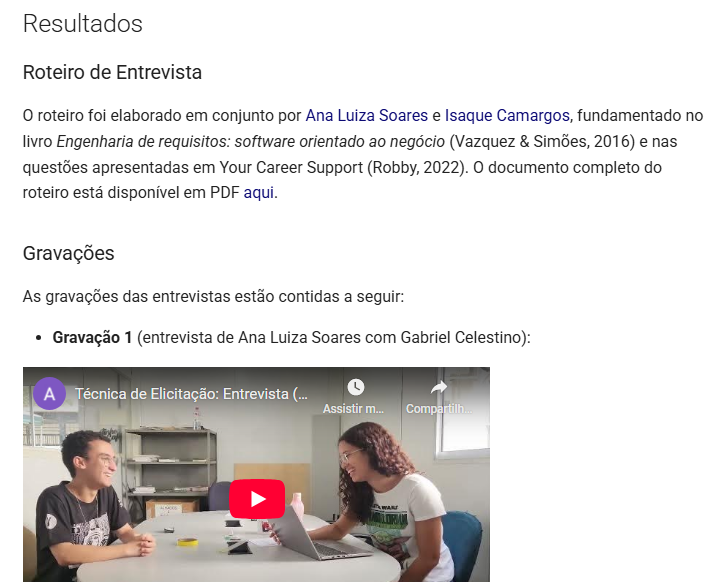 Resultados
Roteiro de Entrevista
O roteiro foi elaborado em conjunto por Ana Luiza Soares e Isaque Camargos, fundamentado no
livro Engenharia de requisitos: software orientado ao negócio (Vazquez & Simões, 2016) e nas
questões apresentadas em Your Career Support (Robby, 2022). O documento completo do
roteiro está disponível em PDF aqui.
Gravações
As gravações das entrevistas estão contidas a seguir:
• Gravação 1 (entrevista de Ana Luiza Soares com Gabriel Celestino):
A Técnica de Elicitação: Entrevista (...
Assistir m... Compartilh...